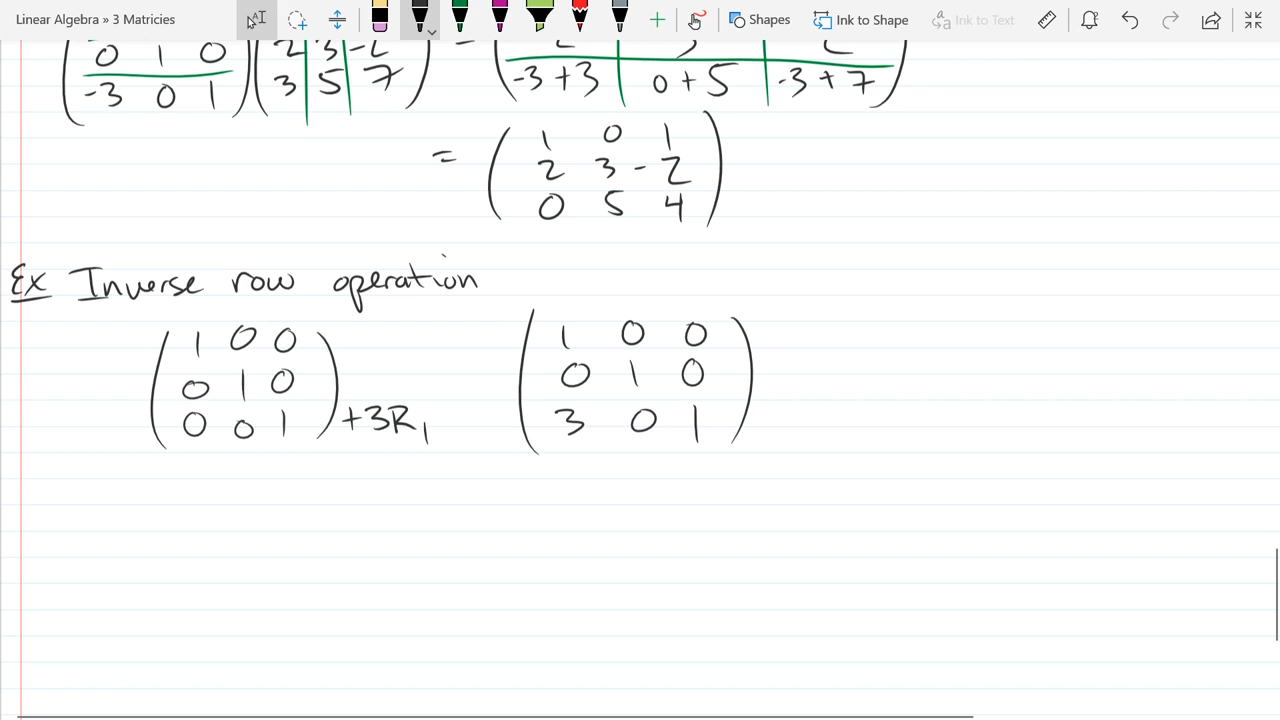 Linear Algebra » 3 Matricies
Shapes
Ink to Shape
Ink to Text
0 1 0 2 3 -2 =
-3 0 1 3 5 7 -3 + 3 0 + 5 -3 + 7
= 1 0 1
2 3 -2
0 5 4
Ex Inverse row operation
1 0 0 1 0 0
0 1 0 0 1 0
0 0 1 +3R1 3 0 1